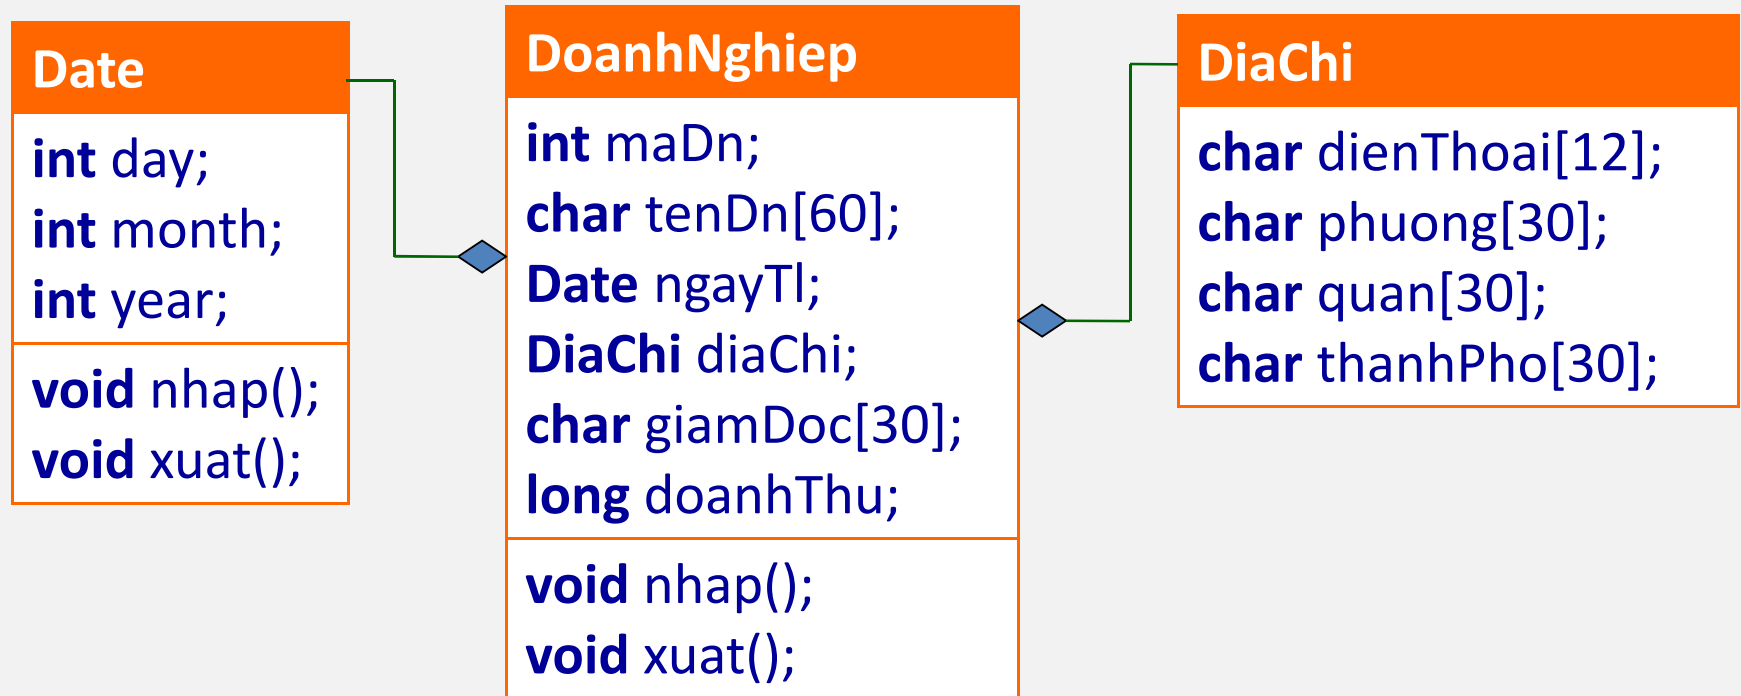 Date
int day;
int month;
int year;
void nhap();
void xuat();
DoanhNghiep
int maDn;
char tenDn[60];
Date ngayTl;
DiaChi diaChi;
char giamDoc[30];
long doanhThu;
void nhap();
void xuat();
DiaChi
char dienThoai[12];
char phuong[30];
char quan[30];
char thanhPho[30];